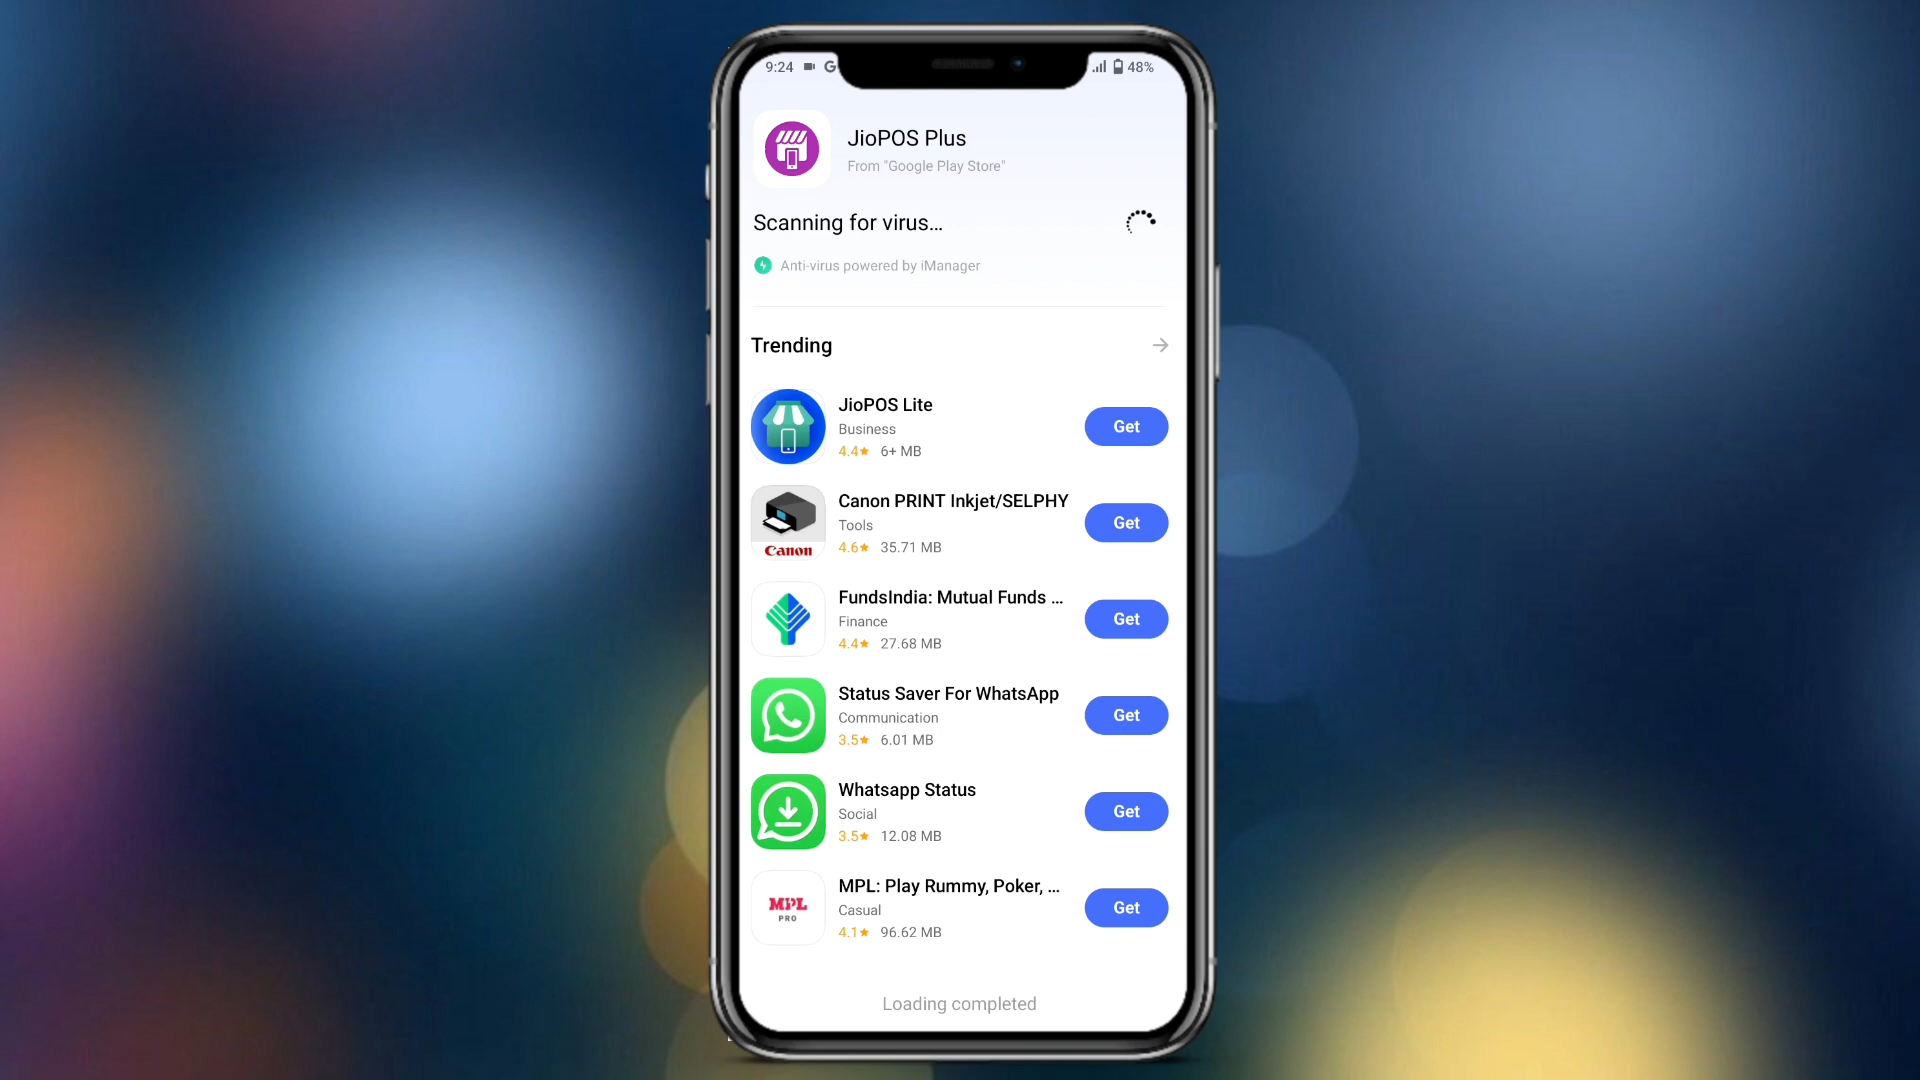 9:24 G 48%
JioPOS Plus
From "Google Play Store"
Scanning for virus...
Anti-virus powered by iManager
Trending
JioPOS Lite
Business
4.4★ 6+ MB
Get
Canon
Canon PRINT Inkjet/SELPHY
Tools
4.6★ 35.71 MB
Get
FundsIndia: Mutual Funds ...
Finance
4.4★ 27.68 MB
Get
Status Saver For WhatsApp
Communication
3.5★ 6.01 MB
Get
Whatsapp Status
Social
3.5★ 12.08 MB
Get
MPL
PRO
MPL: Play Rummy, Poker, ...
Casual
4.1★ 96.62 MB
Get
Loading completed